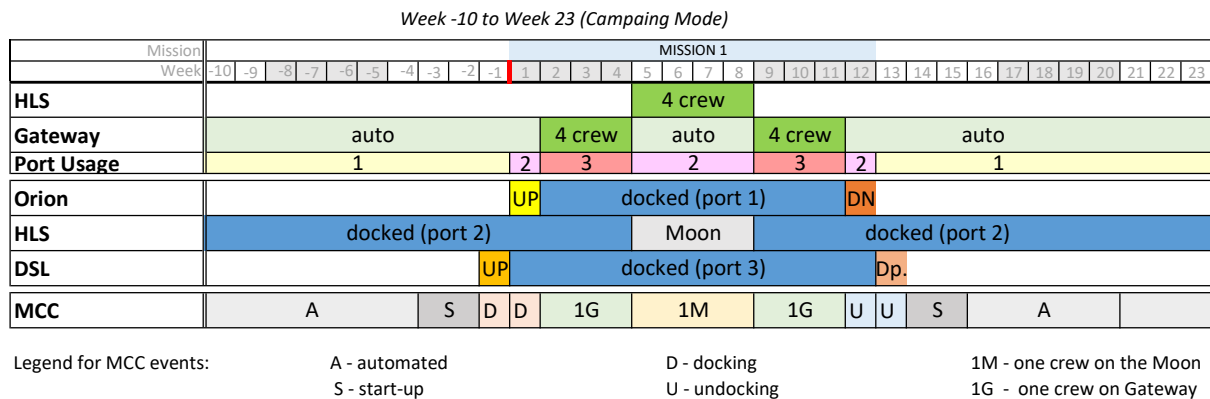 Week -10 to Week 23 (Campaing Mode)
Mission MISSION 1
Week -10 -9 -8 -7 -6 -5 -4 -3 -2 -1 1 2 3 4 5 6 7 8 9 10 11 12 13 14 15 16 17 18 19 20 21 22 23
HLS 4 crew
Gateway auto 4 crew auto 4 crew auto
Port Usage 1 2 3 2 3 2 1
Orion UP docked (port 1) DN
HLS docked (port 2) Moon docked (port 2)
DSL UP docked (port 3) Dp.
MCC A S D D 1G 1M 1G U U S A
Legend for MCC events: A - automated D - docking 1M - one crew on the Moon
S - start-up U - undocking 1G - one crew on Gateway